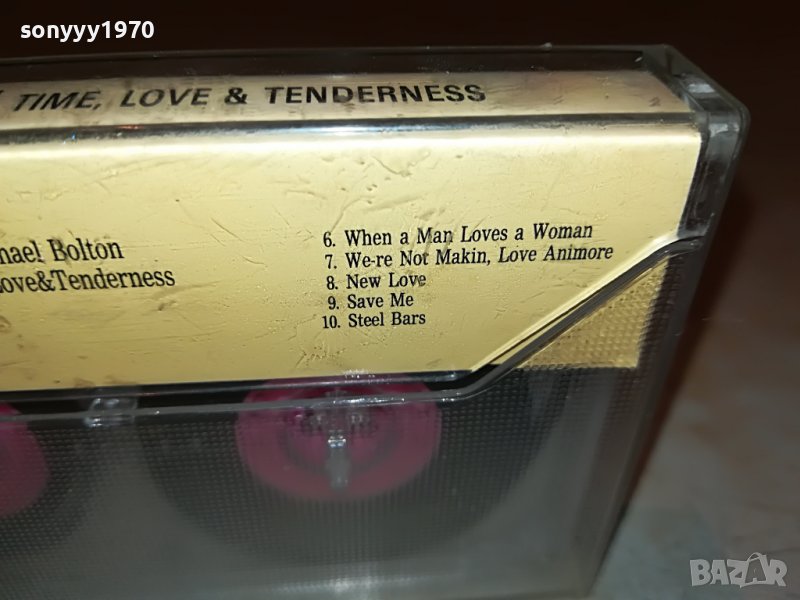 sonyyy1970
TIME, LOVE & TENDERNESS
hael Bolton
ove&Tenderness
6. When a Man Loves a Woman
7. We-re Not Makin, Love Animore
8. New Love
9. Save Me
10. Steel Bars
BAZAR